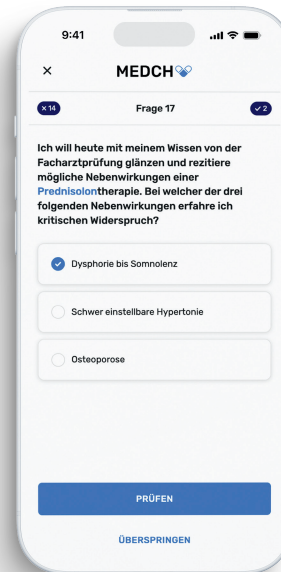 9:41
× MEDCH
× 14 Frage 17 ✓ 2
Ich will heute mit meinem Wissen von der
Facharztprüfung glänzen und rezitiere
mögliche Nebenwirkungen einer
Prednisolontherapie. Bei welcher der drei
folgenden Nebenwirkungen erfahre ich
kritischen Widerspruch?
Dysphorie bis Somnolenz
Schwer einstellbare Hypertonie
Osteoporose
PRÜFEN
ÜBERSPRINGEN